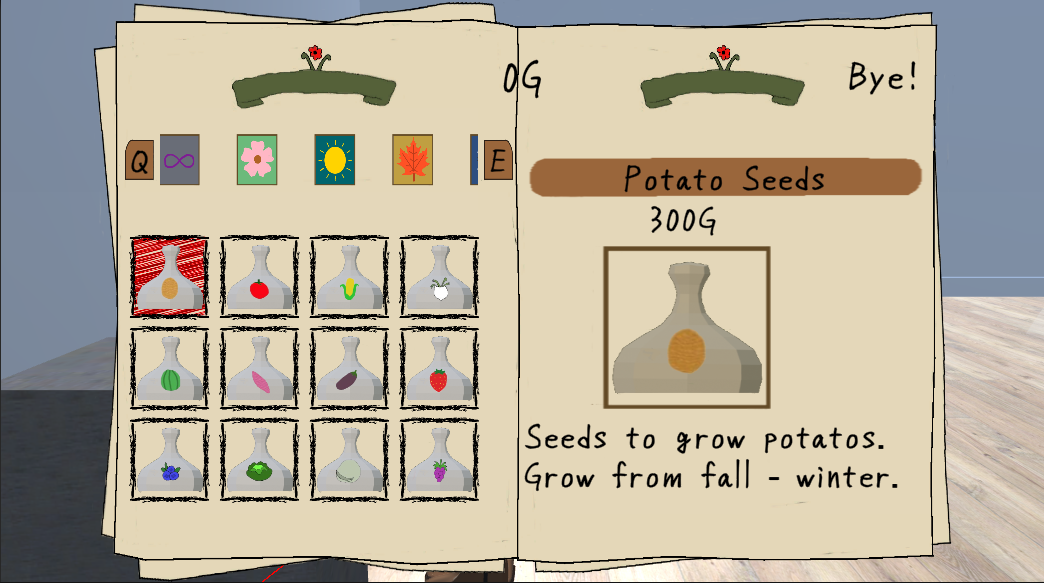 0G
Bye!
Q
E
Potato Seeds
300G
Seeds to grow potatos.
Grow from fall - winter.